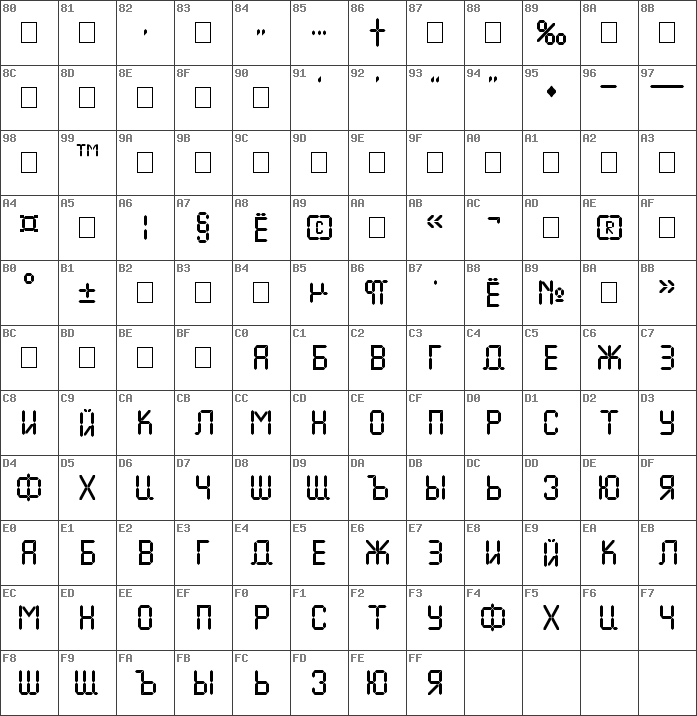 80 81 82 83 84 85 86 87 88 89 8A 8B
‚ „ … † ‰
8C 8D 8E 8F 90 91 92 93 94 95 96 97
‘ ’ “ ” • – —
98 99 9A 9B 9C 9D 9E 9F A0 A1 A2 A3
™
A4 A5 A6 A7 A8 A9 AA AB AC AD AE AF
¤ ¦ § Ё © « ¬ ®
B0 B1 B2 B3 B4 B5 B6 B7 B8 B9 BA BB
° ± µ ¶ · Ё № »
BC BD BE BF C0 C1 C2 C3 C4 C5 C6 C7
А Б В Г Д Е Ж З
C8 C9 CA CB CC CD CE CF D0 D1 D2 D3
И Й К Л М Н О П Р С Т У
D4 D5 D6 D7 D8 D9 DA DB DC DD DE DF
Ф Х Ц Ч Ш Щ Ъ Ы Ь Э Ю Я
E0 E1 E2 E3 E4 E5 E6 E7 E8 E9 EA EB
А Б В Г Д Е Ж З И Й К Л
EC ED EE EF F0 F1 F2 F3 F4 F5 F6 F7
М Н О П Р С Т У Ф Х Ц Ч
F8 F9 FA FB FC FD FE FF
Ш Щ Ъ Ы Ь Э Ю Я